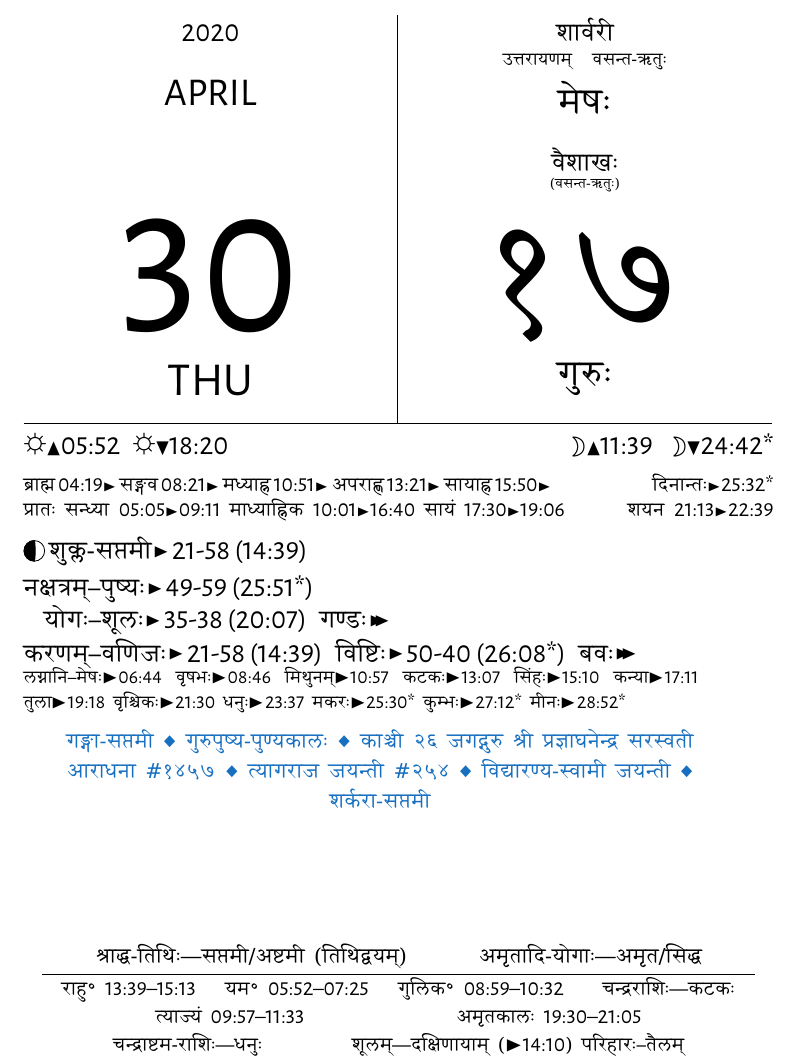 2020
APRIL
30
THU
शार्वरी
उत्तरायणम् वसन्त-ऋतुः
मेषः
वैशाखः
(वसन्त-ऋतुः)
१७
गुरुः
☼▲05:52 ☼▼18:20 ☽▲11:39 ☽▼24:42*
ब्राह्म 04:19► सङ्गव 08:21► मध्याह्न 10:51► अपराह्ण 13:21► सायाह्न 15:50► दिनान्तः►25:32*
प्रातः सन्ध्या 05:05►09:11 माध्याह्निक 10:01►16:40 सायं 17:30►19:06 शयन 21:13►22:39
शुक्ल-सप्तमी► 21-58 (14:39)
नक्षत्रम्–पुष्यः► 49-59 (25:51*)
योगः–शूलः► 35-38 (20:07) गण्डः►►
करणम्–वणिजः► 21-58 (14:39) विष्टिः► 50-40 (26:08*) बवः►►
लग्नानि–मेषः►06:44 वृषभः►08:46 मिथुनम्►10:57 कटकः►13:07 सिंहः►15:10 कन्या►17:11
तुला►19:18 वृश्चिकः►21:30 धनुः►23:37 मकरः►25:30* कुम्भः►27:12* मीनः►28:52*
गङ्गा-सप्तमी ◆ गुरुपुष्य-पुण्यकालः ◆ काञ्ची २६ जगद्गुरु श्री प्रज्ञाघनेन्द्र सरस्वती
आराधना #१४५७ ◆ त्यागराज जयन्ती #२५४ ◆ विद्यारण्य-स्वामी जयन्ती ◆
शर्करा-सप्तमी
श्राद्ध-तिथिः—सप्तमी/अष्टमी (तिथिद्वयम्) अमृतादि-योगाः—अमृत/सिद्ध
राहु° 13:39–15:13 यम° 05:52–07:25 गुलिक° 08:59–10:32 चन्द्रराशिः—कटकः
त्याज्यं 09:57–11:33 अमृतकालः 19:30–21:05
चन्द्राष्टम-राशिः—धनुः शूलम्—दक्षिणायाम् (►14:10) परिहारः–तैलम्